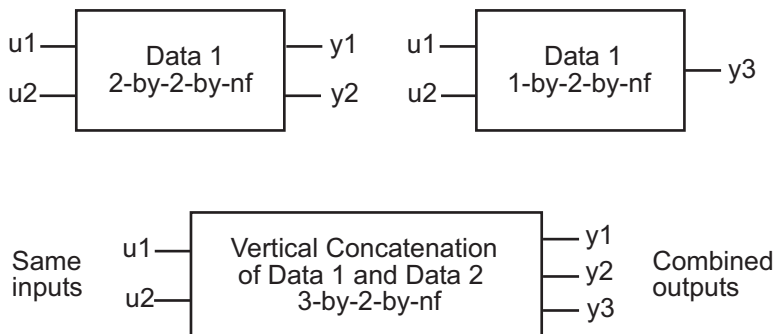 u1
u2
Data 1
2-by-2-by-nf
y1
y2
u1
u2
Data 1
1-by-2-by-nf
y3
Same
inputs
u1
u2
Vertical Concatenation
of Data 1 and Data 2
3-by-2-by-nf
y1
y2
y3
Combined
outputs